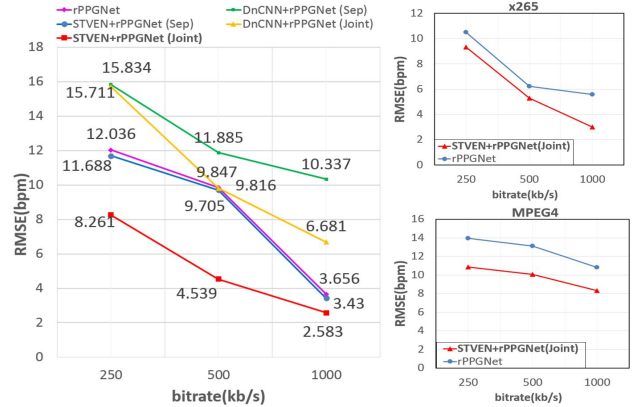 rPPGNet
DnCNN+rPPGNet (Sep)
STVEN+rPPGNet (Sep)
DnCNN+rPPGNet (Joint)
STVEN+rPPGNet (Joint)
RMSE(bpm)
18
16
14
12
10
8
6
4
2
0
15.834
15.711
12.036
11.688
8.261
11.885
9.847
9.816
9.705
4.539
10.337
6.681
3.656
3.43
2.583
250
500
1000
bitrate(kb/s)
x265
RMSE(bpm)
12
10
8
6
4
2
0
STVEN+rPPGNet(Joint)
rPPGNet
250
500
1000
bitrate(kb/s)
MPEG4
RMSE(bpm)
16
14
12
10
8
6
4
2
0
STVEN+rPPGNet(Joint)
rPPGNet
250
500
1000
bitrate(kb/s)